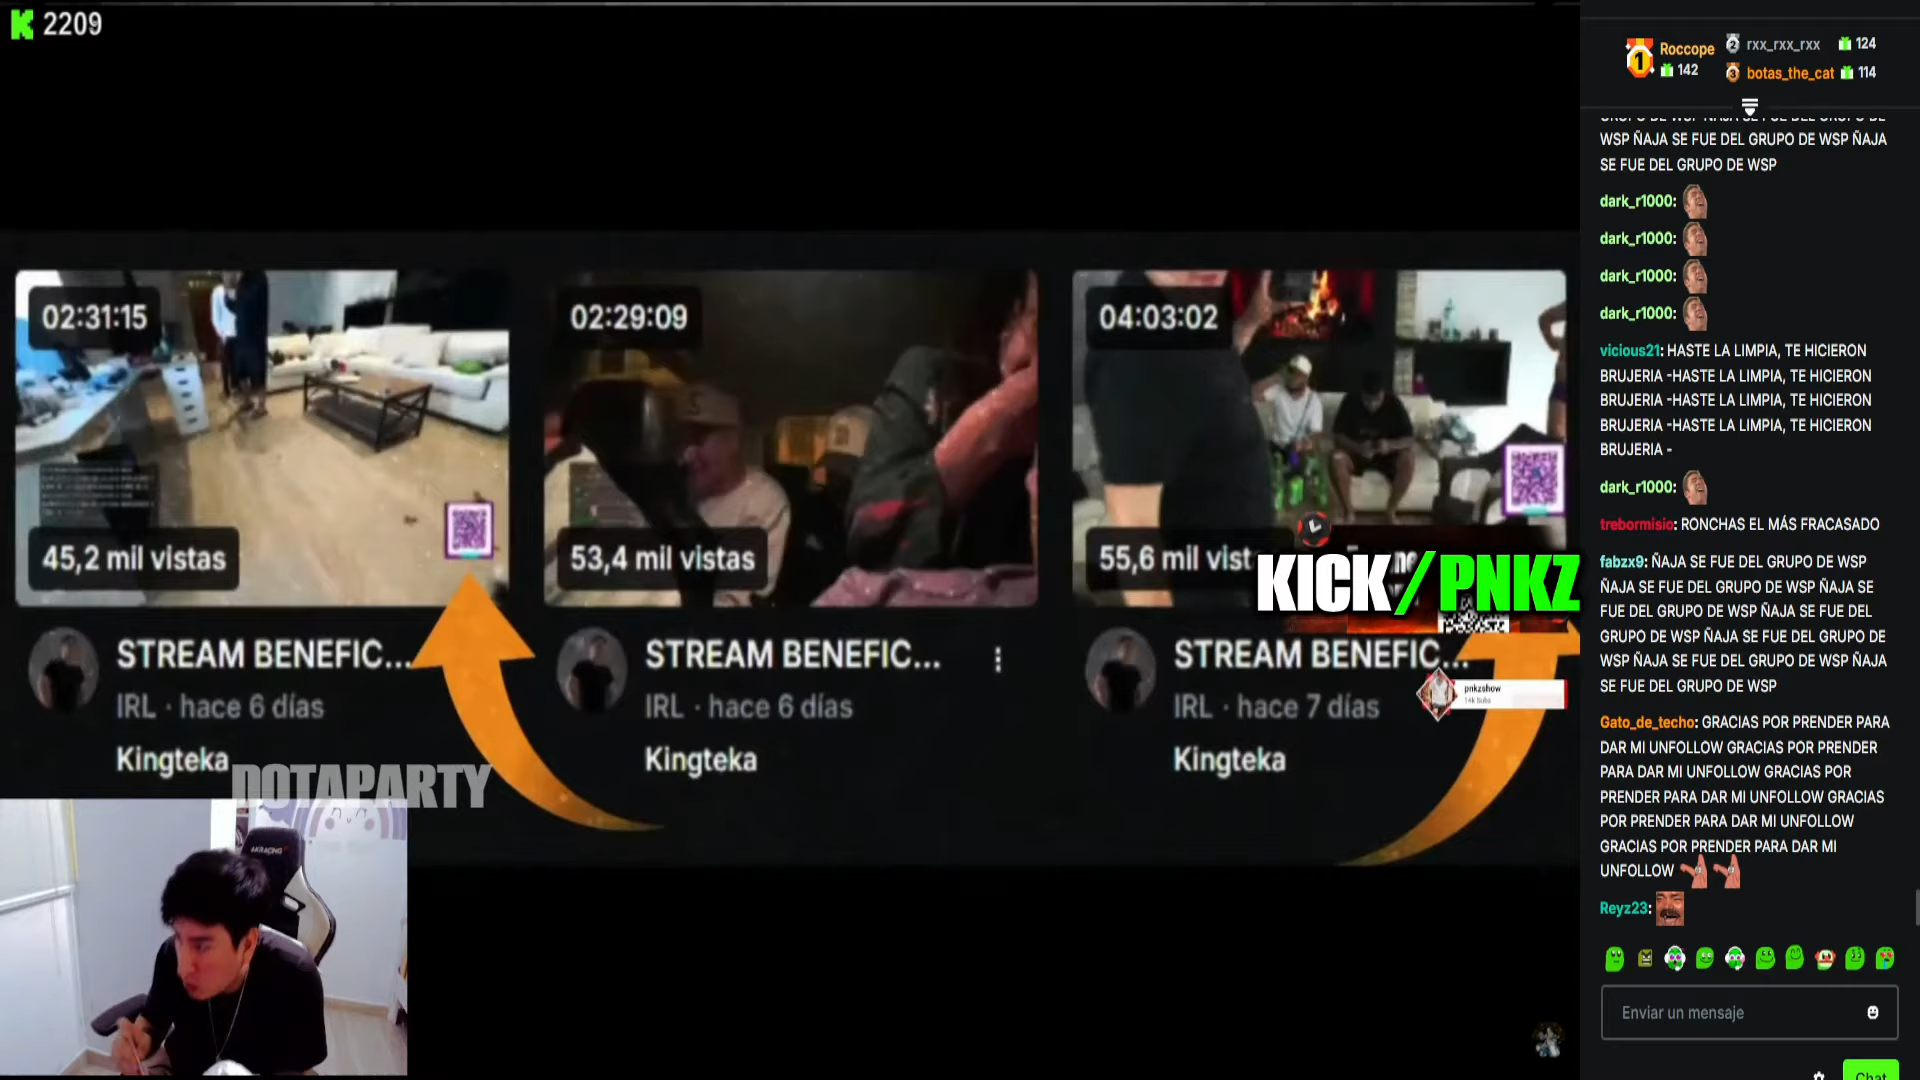 2209
02:31:15
45,2 mil vistas
STREAM BENEFIC...
IRL · hace 6 días
Kingteka
02:29:09
53,4 mil vistas
STREAM BENEFIC...
IRL · hace 6 días
Kingteka
04:03:02
55,6 mil vist
STREAM BENEFIC...
IRL · hace 7 días
Kingteka
KICK/PNKZ
pnkzshow
14k Subs
DOTAPARTY
AKRACING
1 Roccope
142
2 rxx_rxx_rxx 124
3 botas_the_cat 114
WSP ÑAJA SE FUE DEL GRUPO DE WSP ÑAJA
SE FUE DEL GRUPO DE WSP
dark_r1000:
dark_r1000:
dark_r1000:
dark_r1000:
vicious21: HASTE LA LIMPIA, TE HICIERON
BRUJERIA -HASTE LA LIMPIA, TE HICIERON
BRUJERIA -HASTE LA LIMPIA, TE HICIERON
BRUJERIA -HASTE LA LIMPIA, TE HICIERON
BRUJERIA -
dark_r1000:
trebormisio: RONCHAS EL MÁS FRACASADO
fabzx9: ÑAJA SE FUE DEL GRUPO DE WSP
ÑAJA SE FUE DEL GRUPO DE WSP ÑAJA SE
FUE DEL GRUPO DE WSP ÑAJA SE FUE DEL
GRUPO DE WSP ÑAJA SE FUE DEL GRUPO DE
WSP ÑAJA SE FUE DEL GRUPO DE WSP ÑAJA
SE FUE DEL GRUPO DE WSP
Gato_de_techo: GRACIAS POR PRENDER PARA
DAR MI UNFOLLOW GRACIAS POR PRENDER
PARA DAR MI UNFOLLOW GRACIAS POR
PRENDER PARA DAR MI UNFOLLOW GRACIAS
POR PRENDER PARA DAR MI UNFOLLOW
GRACIAS POR PRENDER PARA DAR MI
UNFOLLOW
Reyz23:
Enviar un mensaje
Chat